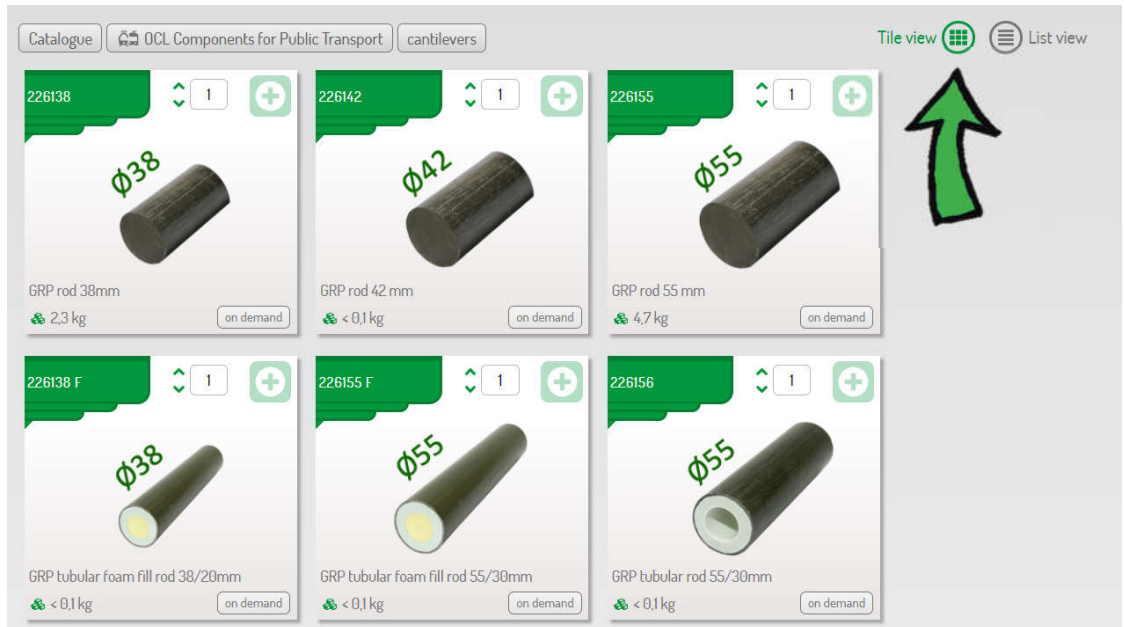 Catalogue OCL Components for Public Transport cantilevers Tile view List view
226138 1 226142 1 226155 1
Ø38 Ø42 Ø55
GRP rod 38mm GRP rod 42 mm GRP rod 55 mm
2,3 kg on demand < 0,1 kg on demand 4,7 kg on demand
226138 F 1 226155 F 1 226156 1
Ø38 Ø55 Ø55
GRP tubular foam fill rod 38/20mm GRP tubular foam fill rod 55/30mm GRP tubular rod 55/30mm
< 0,1 kg on demand < 0,1 kg on demand < 0,1 kg on demand